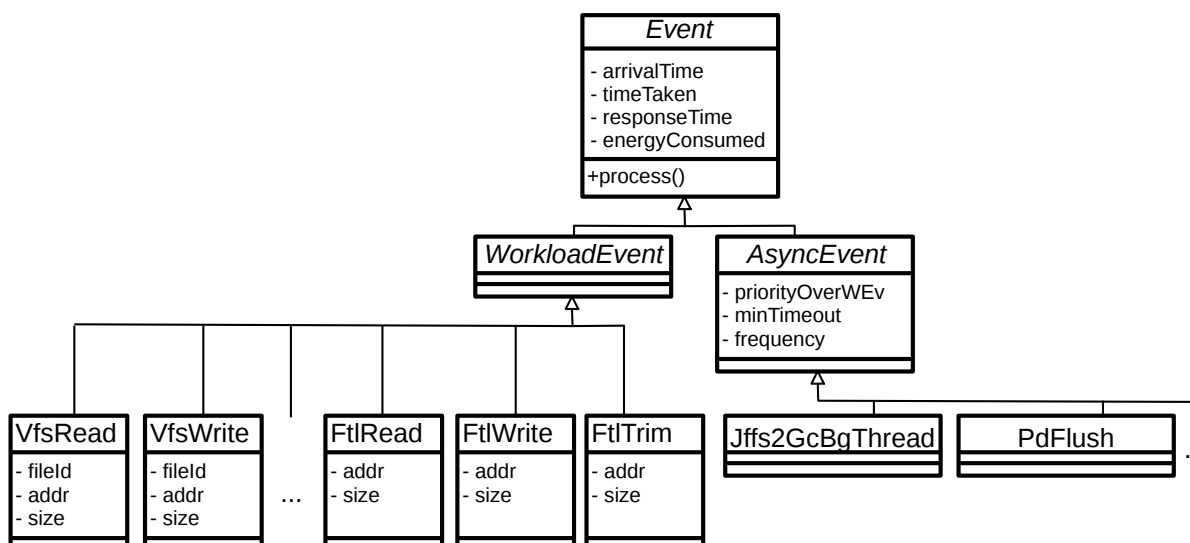 Event
- arrivalTime
- timeTaken
- responseTime
- energyConsumed
+process()
WorkloadEvent
AsyncEvent
- priorityOverWEv
- minTimeout
- frequency
VfsRead
- fileId
- addr
- size
VfsWrite
- fileId
- addr
- size
...
FtlRead
- addr
- size
FtlWrite
- addr
- size
FtlTrim
- addr
- size
Jffs2GcBgThread
PdFlush
.